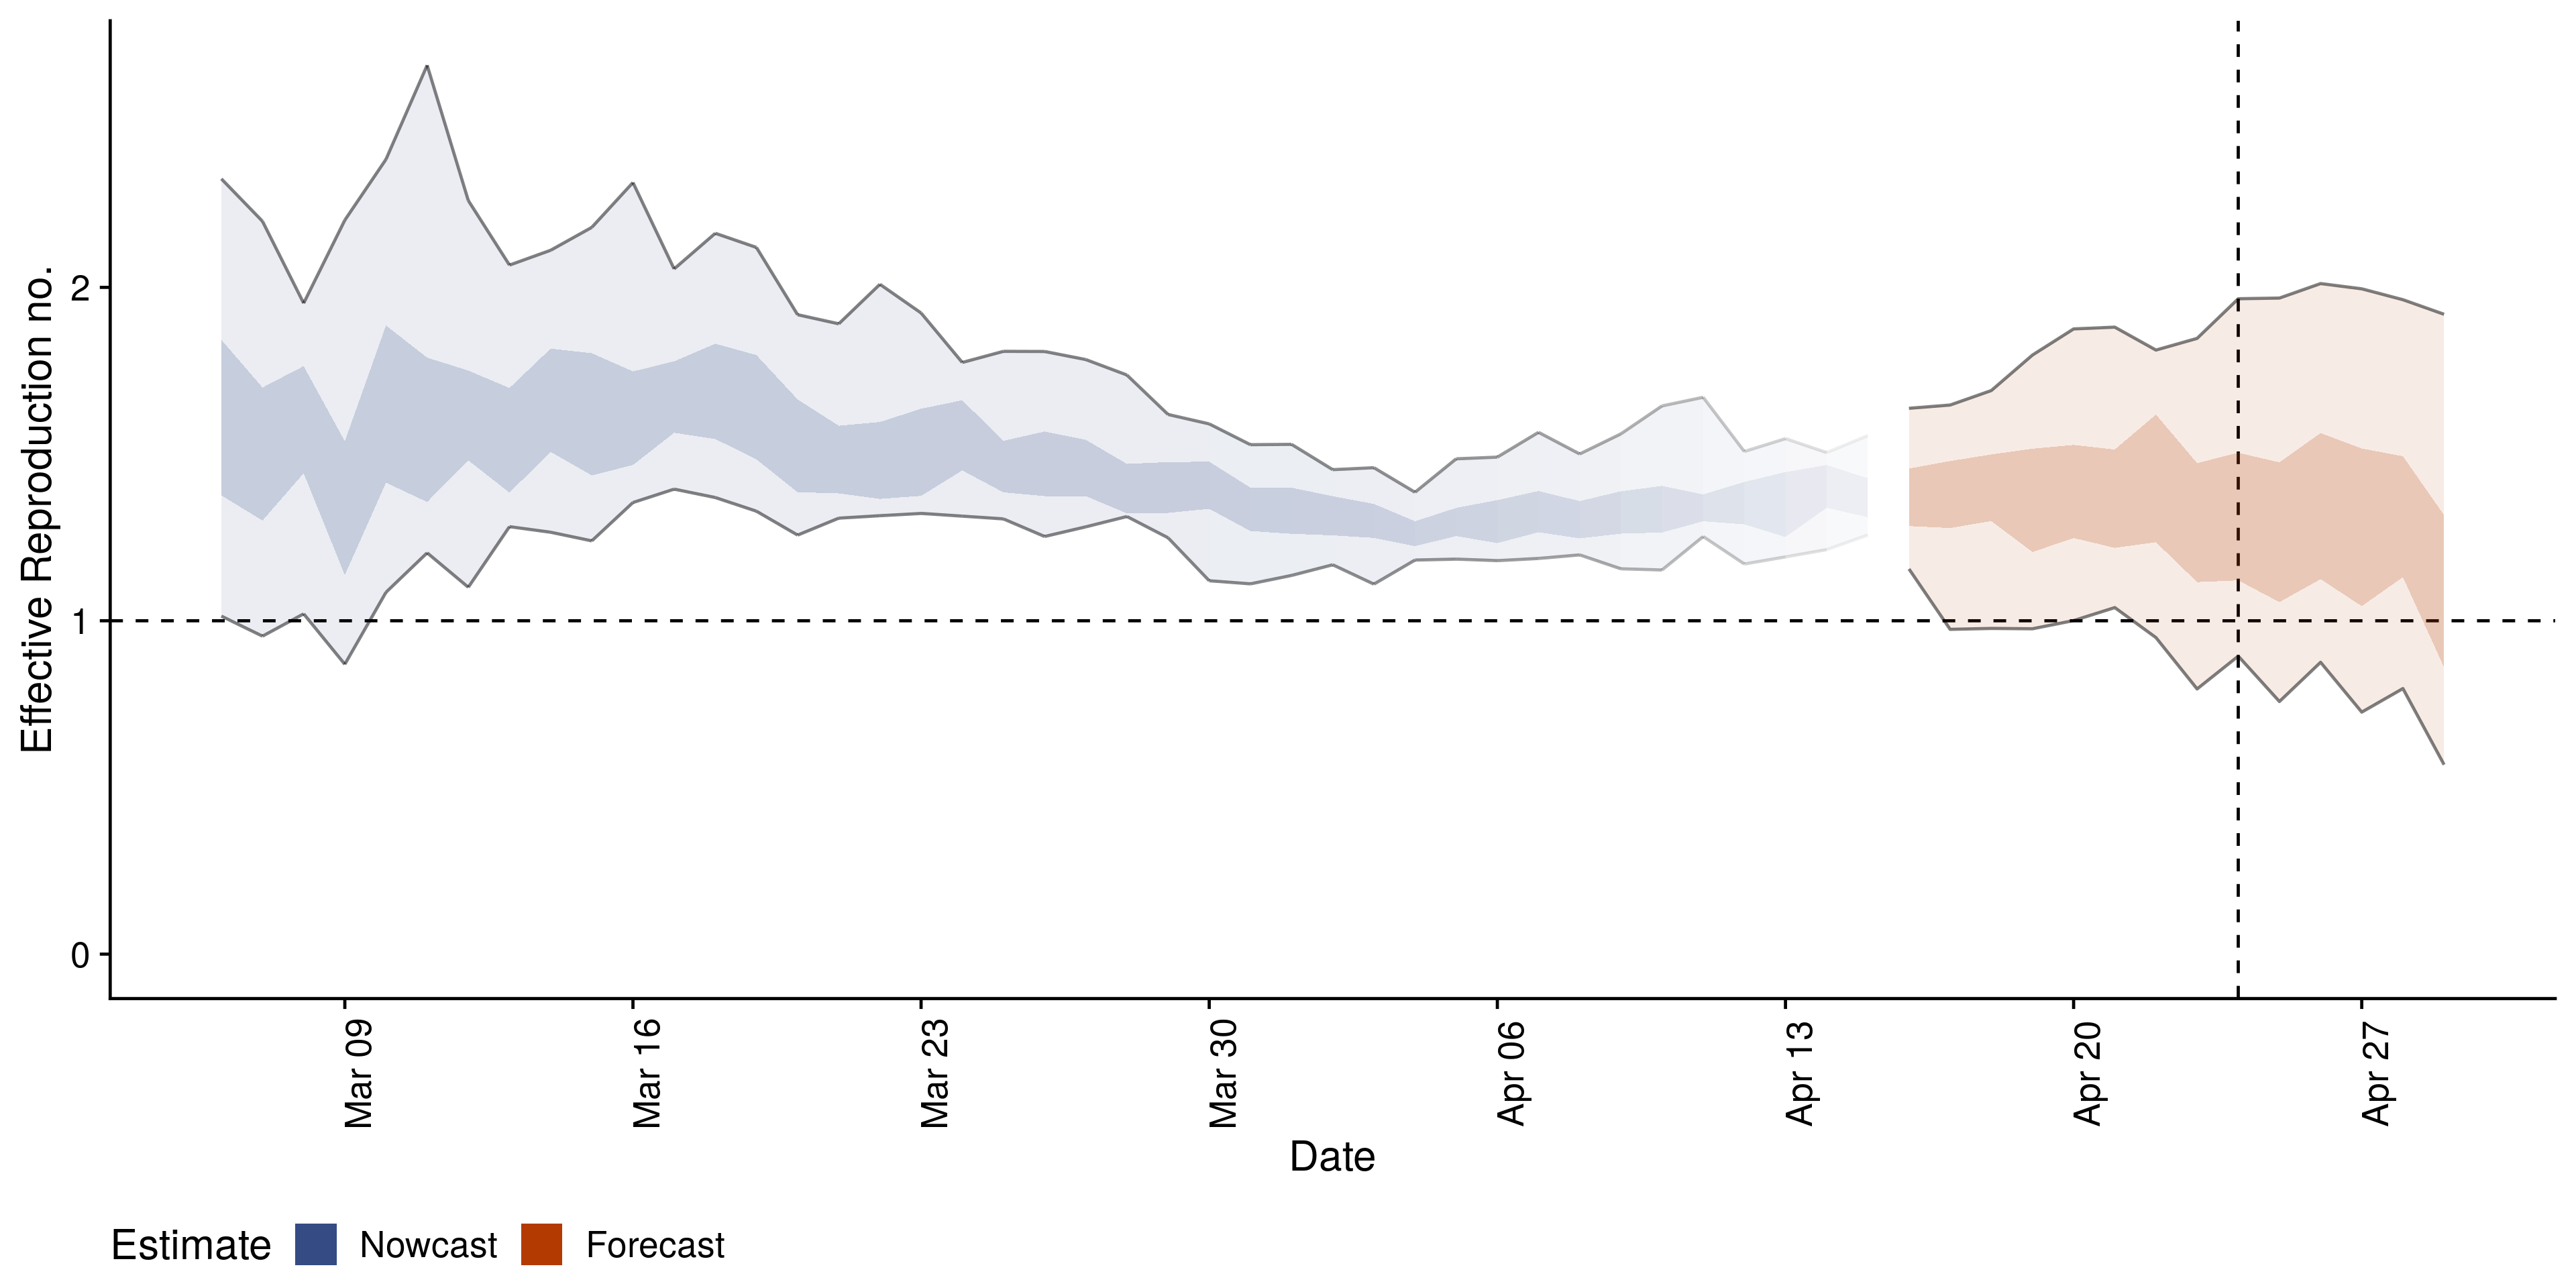 Effective Reproduction no.
2
1
0
Mar 09
Mar 16
Mar 23
Mar 30
Apr 06
Apr 13
Apr 20
Apr 27
Date
Estimate Nowcast Forecast